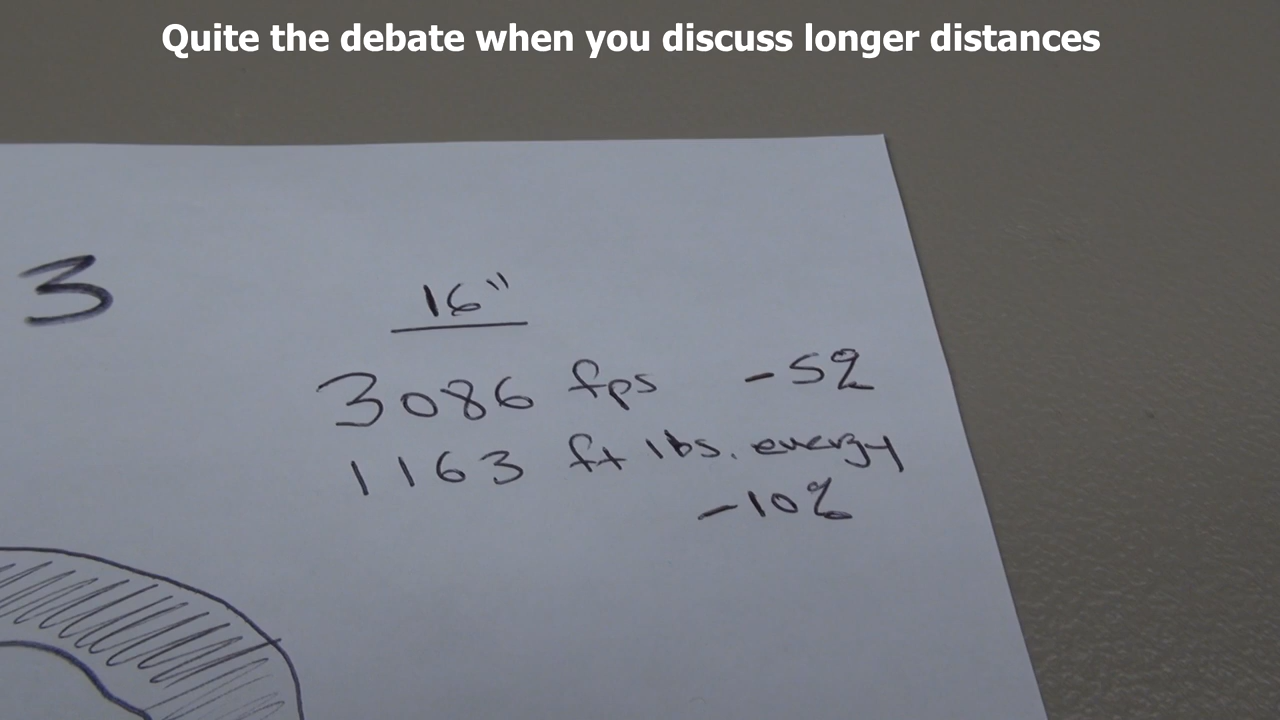 Quite the debate when you discuss longer distances
3
16"
3086 fps -5%
1163 ft lbs. energy
-10%